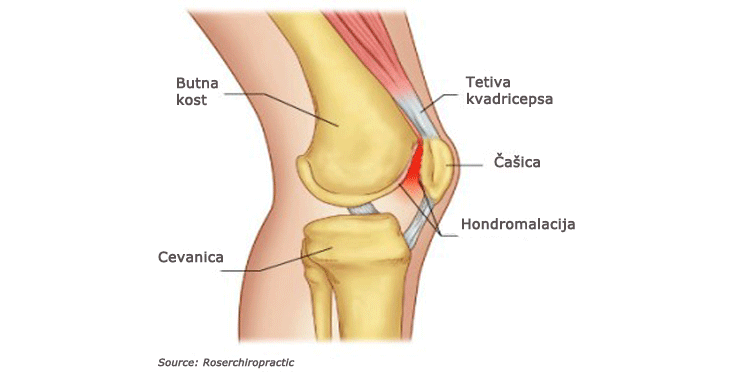 Butna
kost
Tetiva
kvadricepsa
Čašica
Hondromalacija
Cevanica
Source: Roserchiropractic